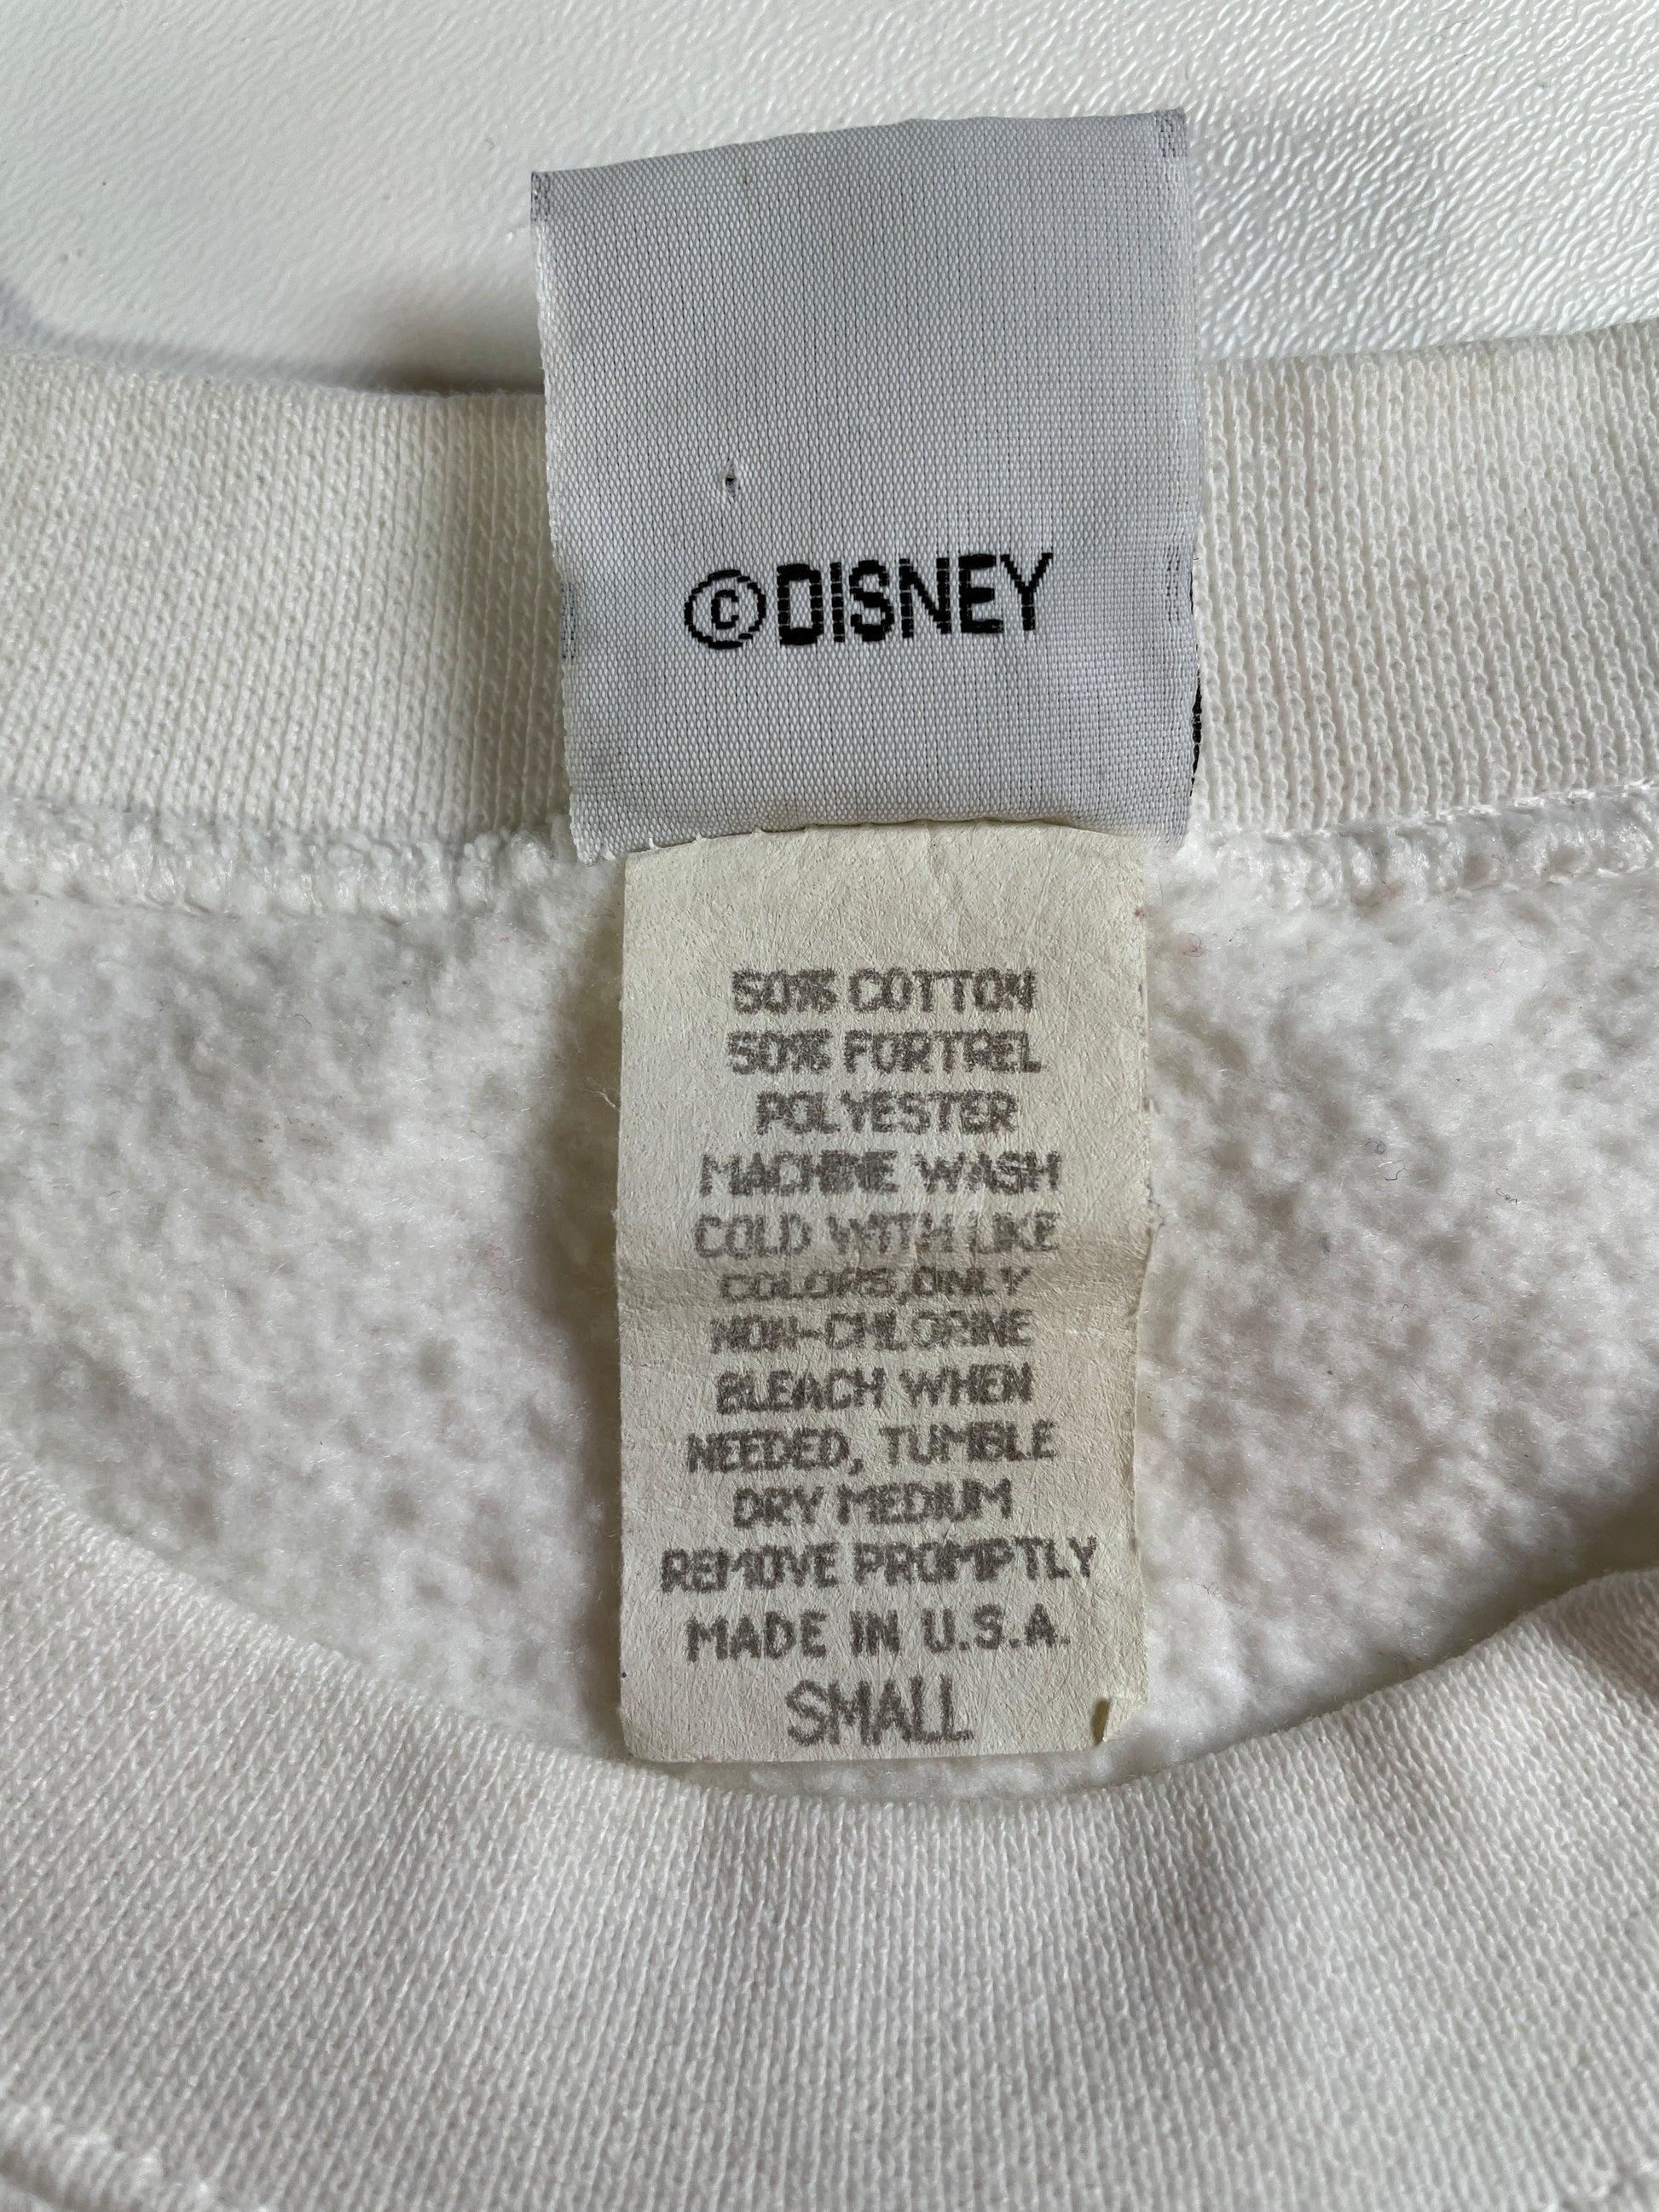 ©DISNEY
50% COTTON
50% FORTREL
POLYESTER
MACHINE WASH
COLD WITH LIKE
COLORS,ONLY
NON-CHLORINE
BLEACH WHEN
NEEDED, TUMBLE
DRY MEDIUM
REMOVE PROMPTLY
MADE IN U.S.A.
SMALL